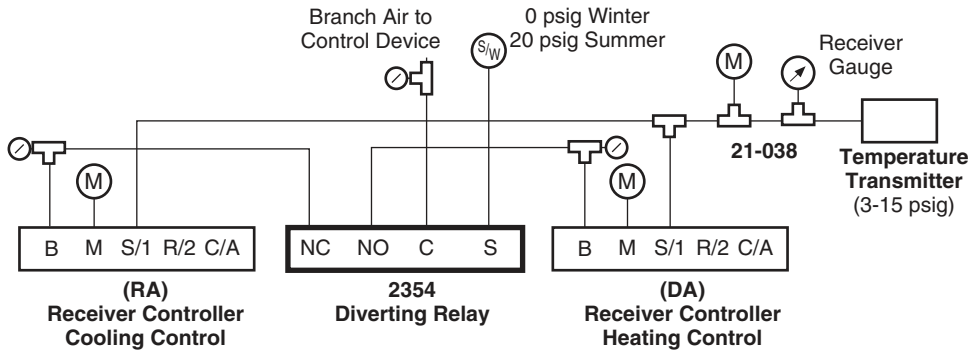 Branch Air to
Control Device
0 psig Winter
20 psig Summer
S/W
M
Receiver
Gauge
21-038
Temperature
Transmitter
(3-15 psig)
M
M
B M S/1 R/2 C/A
NC NO C S
B M S/1 R/2 C/A
(RA)
Receiver Controller
Cooling Control
2354
Diverting Relay
(DA)
Receiver Controller
Heating Control